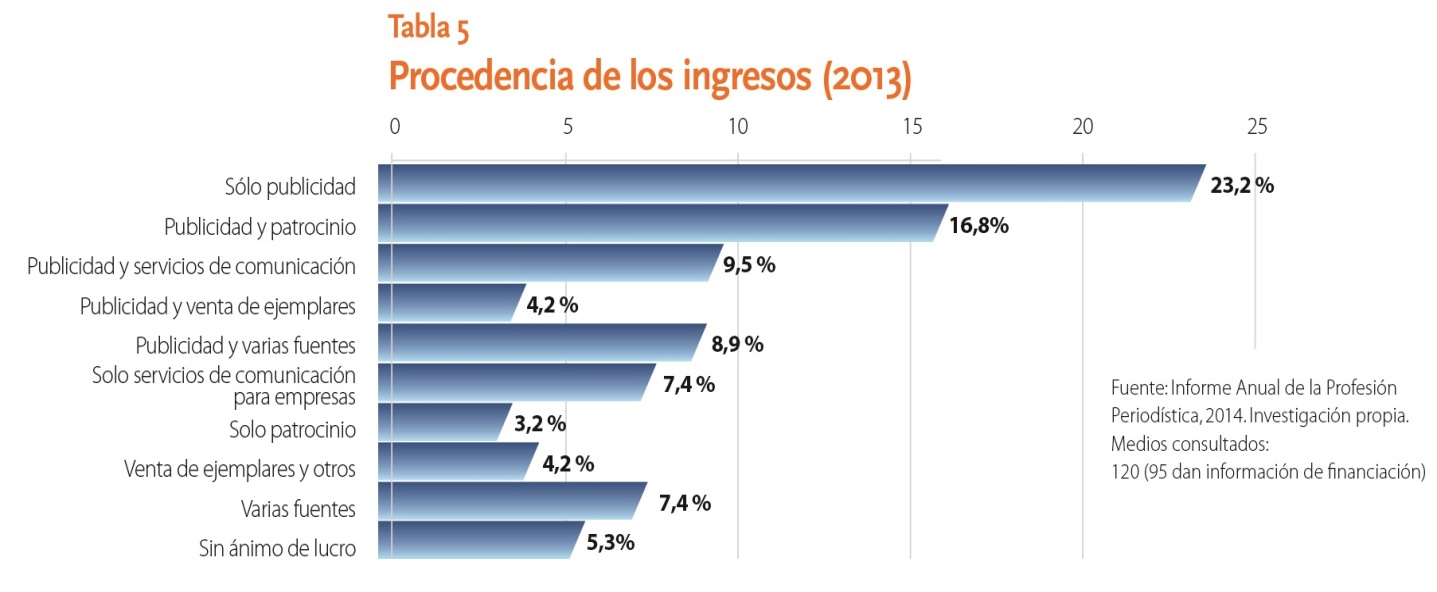 Tabla 5
Procedencia de los ingresos (2013)
0 5 10 15 20 25
Sólo publicidad 23,2 %
Publicidad y patrocinio 16,8%
Publicidad y servicios de comunicación 9,5 %
Publicidad y venta de ejemplares 4,2 %
Publicidad y varias fuentes 8,9 %
Solo servicios de comunicación
para empresas 7,4 %
Solo patrocinio 3,2 %
Venta de ejemplares y otros 4,2 %
Varias fuentes 7,4 %
Sin ánimo de lucro 5,3%
Fuente: Informe Anual de la Profesión
Periodística, 2014. Investigación propia.
Medios consultados:
120 (95 dan información de financiación)